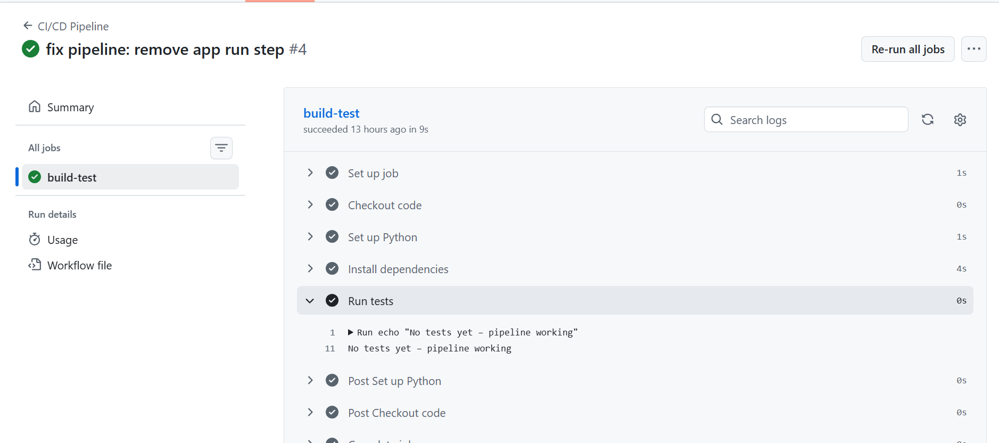 CI/CD Pipeline
fix pipeline: remove app run step #4
Re-run all jobs
Summary
All jobs
build-test
Run details
Usage
Workflow file
build-test
succeeded 13 hours ago in 9s
Search logs
Set up job 1s
Checkout code 0s
Set up Python 1s
Install dependencies 4s
Run tests 0s
1 Run echo "No tests yet – pipeline working"
11 No tests yet – pipeline working
Post Set up Python 0s
Post Checkout code 0s